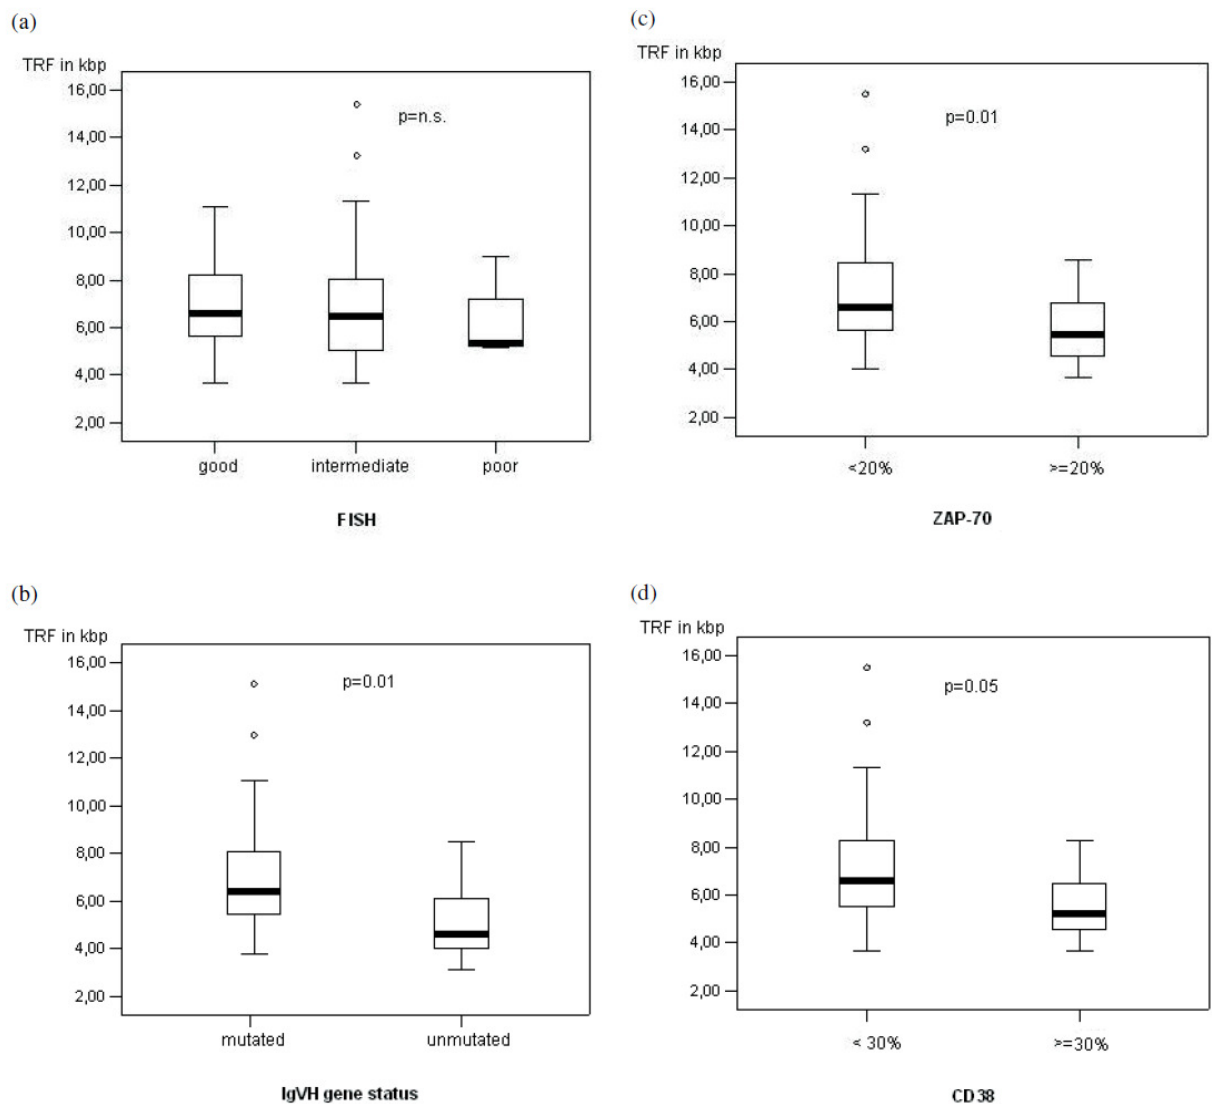 (a)
TRF in kbp
16,00
14,00
12,00
10,00
8,00
6,00
4,00
2,00
p=n.s.
good intermediate poor
FISH
(c)
TRF in kbp
16,00
14,00
12,00
10,00
8,00
6,00
4,00
2,00
p=0.01
<20% >=20%
ZAP-70
(b)
TRF in kbp
16,00
14,00
12,00
10,00
8,00
6,00
4,00
2,00
p=0.01
mutated unmutated
IgVH gene status
(d)
TRF in kbp
16,00
14,00
12,00
10,00
8,00
6,00
4,00
2,00
p=0.05
< 30% >=30%
CD38